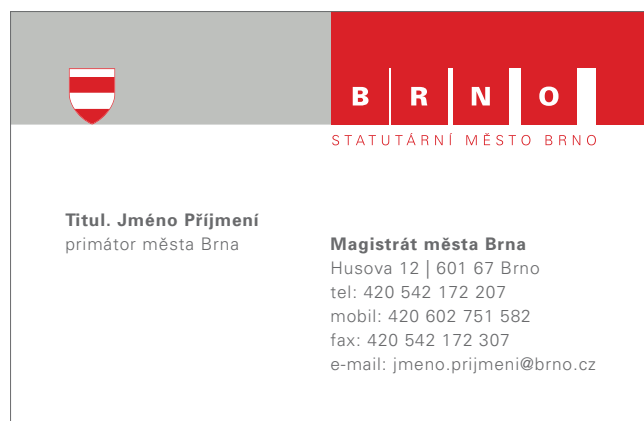 BRNO
STATUTÁRNÍ MĚSTO BRNO
Titul. Jméno Příjmení
primátor města Brna
Magistrát města Brna
Husova 12 | 601 67 Brno
tel: 420 542 172 207
mobil: 420 602 751 582
fax: 420 542 172 307
e-mail: jmeno.prijmeni@brno.cz